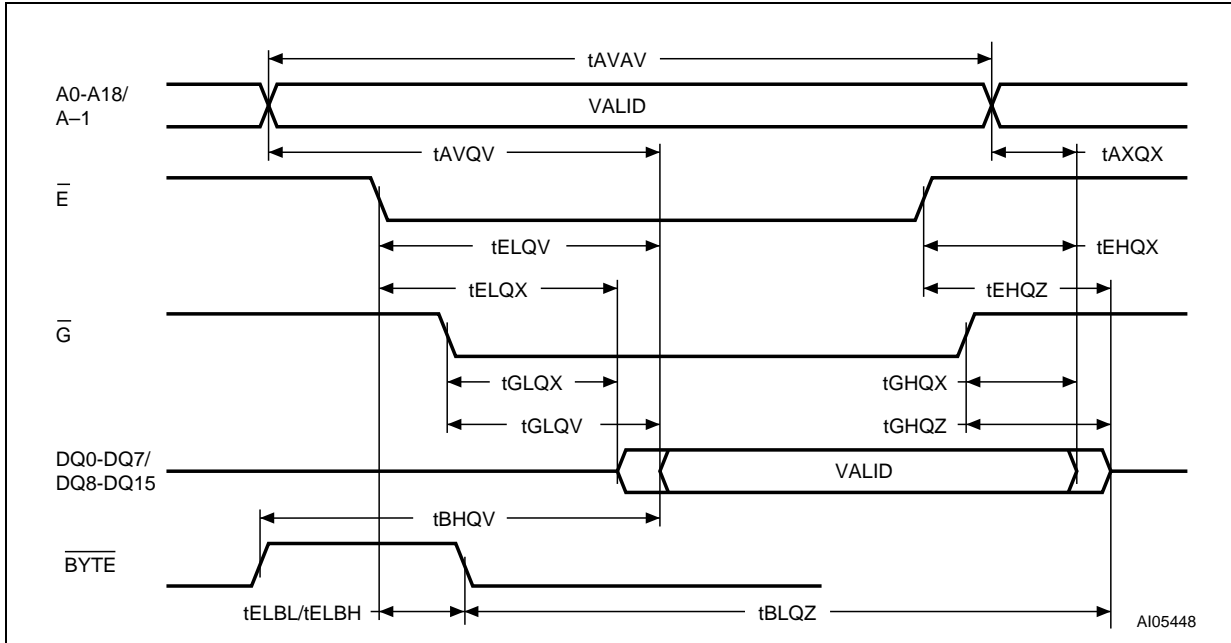 tAVAV
A0-A18/
A–1
VALID
tAVQV
tAXQX
E
tELQV
tEHQX
tELQX
tEHQZ
G
tGLQX
tGHQX
tGLQV
tGHQZ
DQ0-DQ7/
DQ8-DQ15
VALID
tBHQV
BYTE
tELBL/tELBH
tBLQZ
AI05448